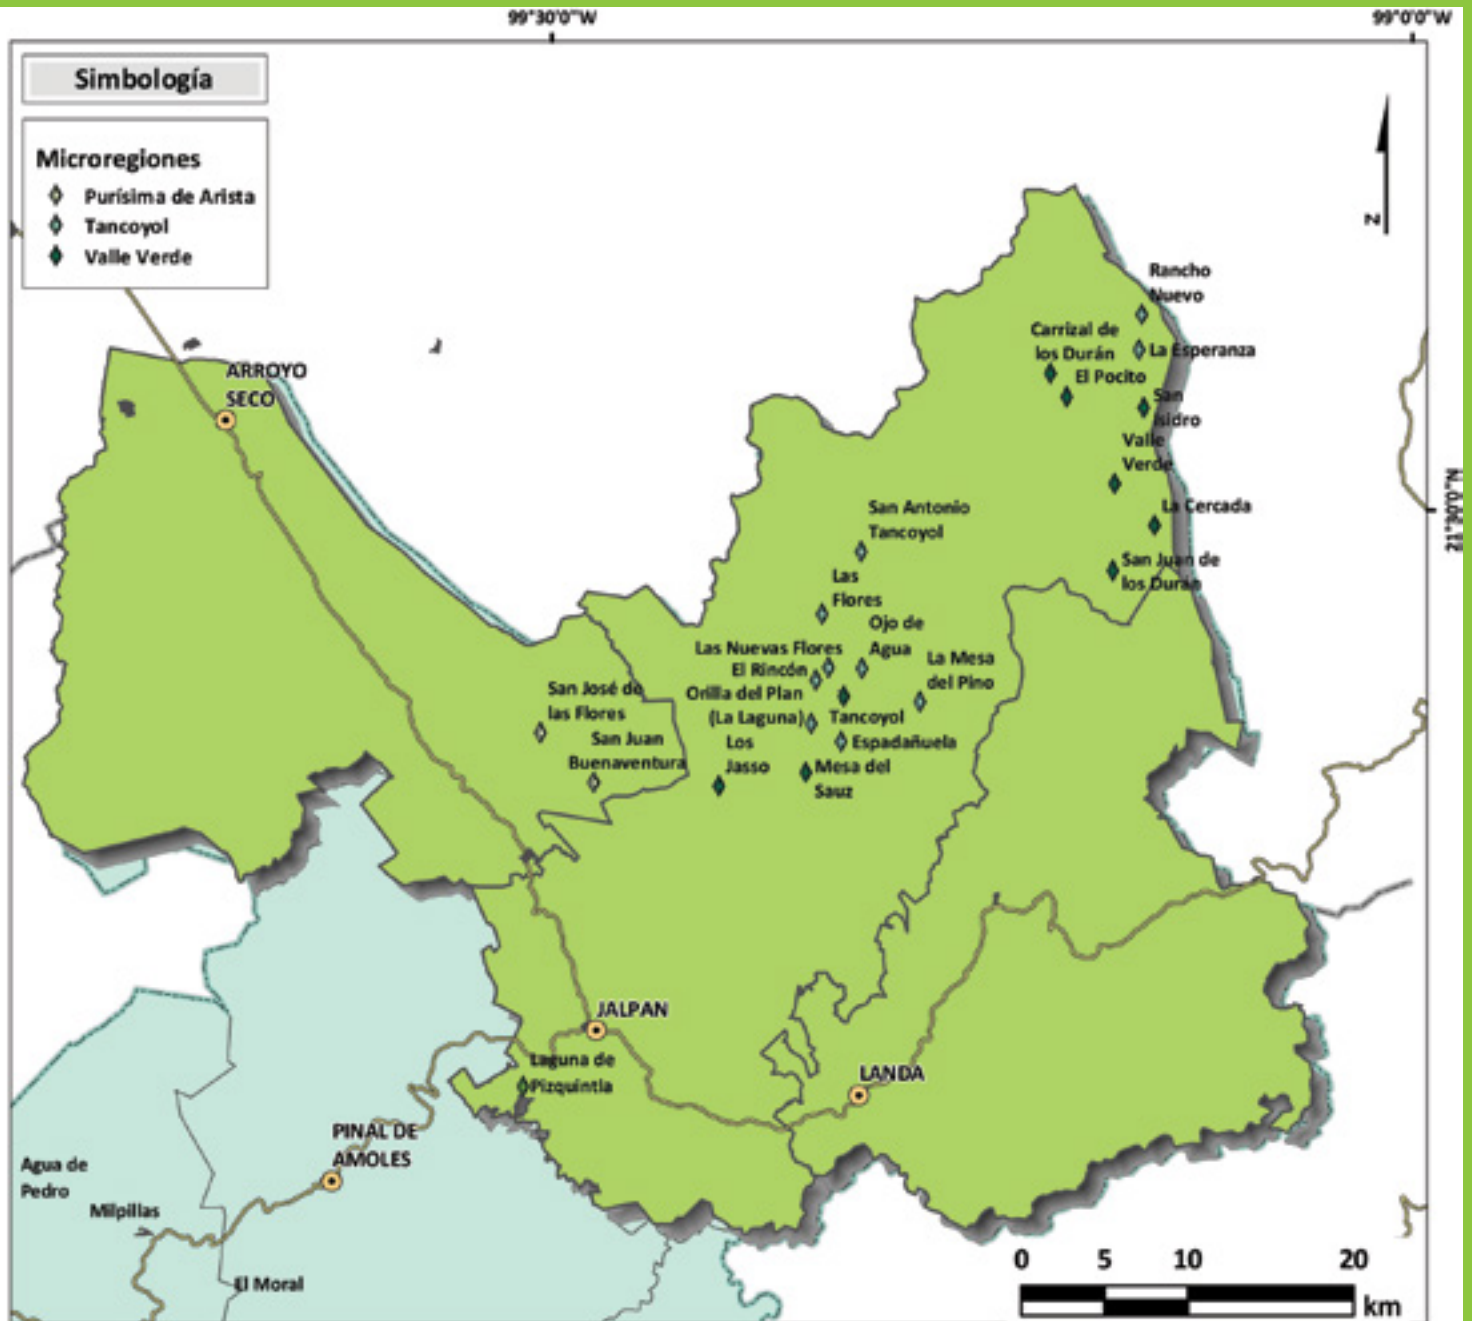 99°30'0"W
99°0'0"W
Simbología
Microregiones
Purísima de Arista
Tancoyol
Valle Verde
N
Rancho
Nuevo
Carrizal de
los Durán
La Esperanza
El Pocito
San
Isidro
ARROYO
SECO
Valle
Verde
21°30'0"N
San Antonio
Tancoyol
La Cercada
San Juan de
los Durán
Las
Flores
Ojo de
Agua
Las Nuevas Flores
El Rincón
La Mesa
del Pino
Orilla del Plan
(La Laguna)
San José de
las Flores
Tancoyol
San Juan
Buenaventura
Los
Jasso
Espadañuela
Mesa del
Sauz
JALPAN
Laguna de
Pizquintla
LANDA
PINAL DE
AMOLES
Agua de
Pedro
Milpillas
El Moral
0 5 10 20
km